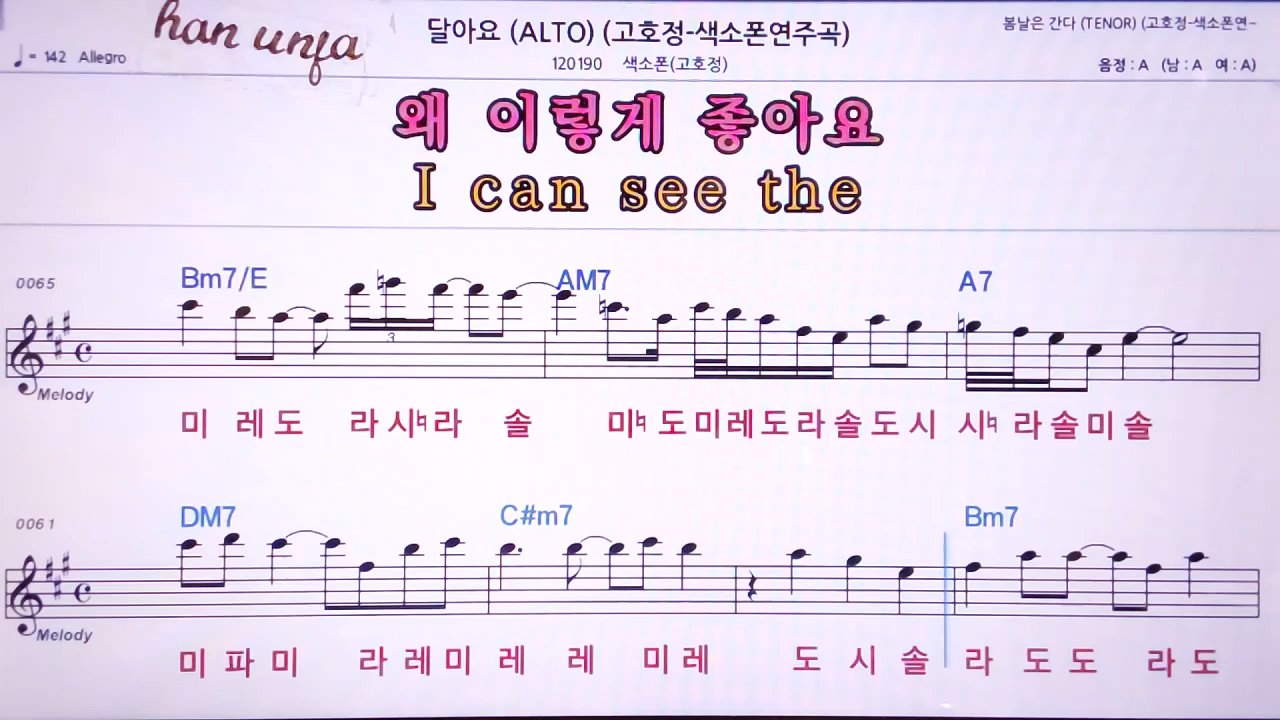 han unfa
달아요 (ALTO) (고호정-색소폰연주곡)
봄날은 간다 (TENOR) (고호정-색소폰연~
♩ = 142 Allegro
120190 색소폰(고호정)
음정 : A (남 : A 여 : A)
왜 이렇게 좋아요
I can see the
0065
Bm7/E AM7 A7
3
Melody
미 레 도 라 시♮ 라 솔 미♮ 도 미 레 도 라 솔 도 시 시♮ 라 솔 미 솔
0061
DM7 C#m7 Bm7
Melody
미 파 미 라 레 미 레 레 미 레 도 시 솔 라 도 도 라 도